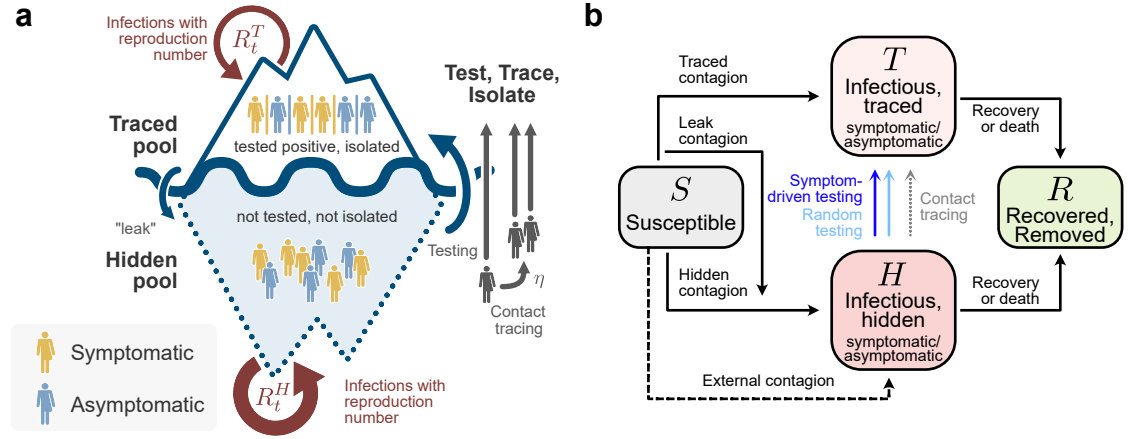 a
Infections with
reproduction
number
$R_t^T$
Test, Trace,
Isolate
Traced
pool
tested positive, isolated
"leak"
not tested, not isolated
Hidden
pool
Testing
η
Contact
tracing
Symptomatic
Asymptomatic
$R_t^H$
Infections with
reproduction
number
b
Traced
contagion
T
Infectious,
traced
symptomatic/
asymptomatic
Recovery
or death
Leak
contagion
S
Susceptible
Symptom-
driven testing
Random
testing
Contact
tracing
R
Recovered,
Removed
Hidden
contagion
H
Infectious,
hidden
symptomatic/
asymptomatic
Recovery
or death
External contagion